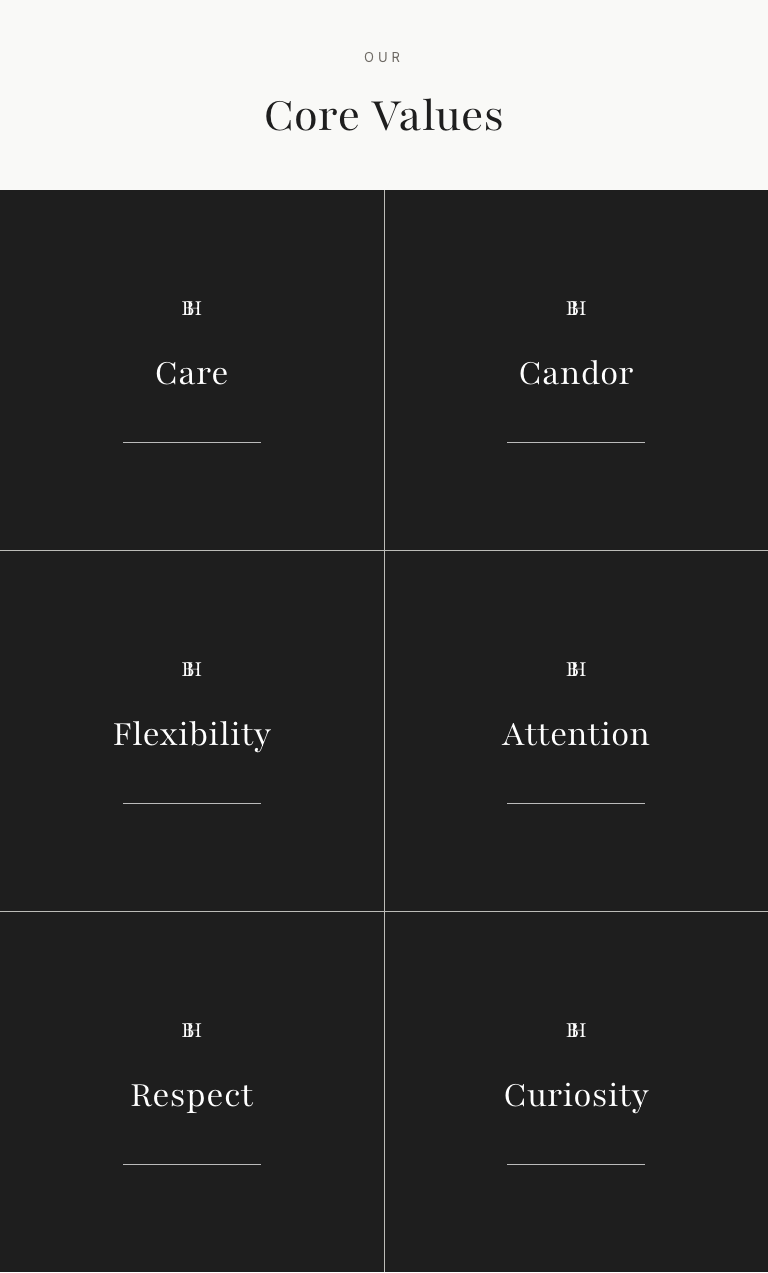 OUR
Core Values
BH
BH
Care
Candor
BH
BH
Flexibility
Attention
BH
BH
Respect
Curiosity